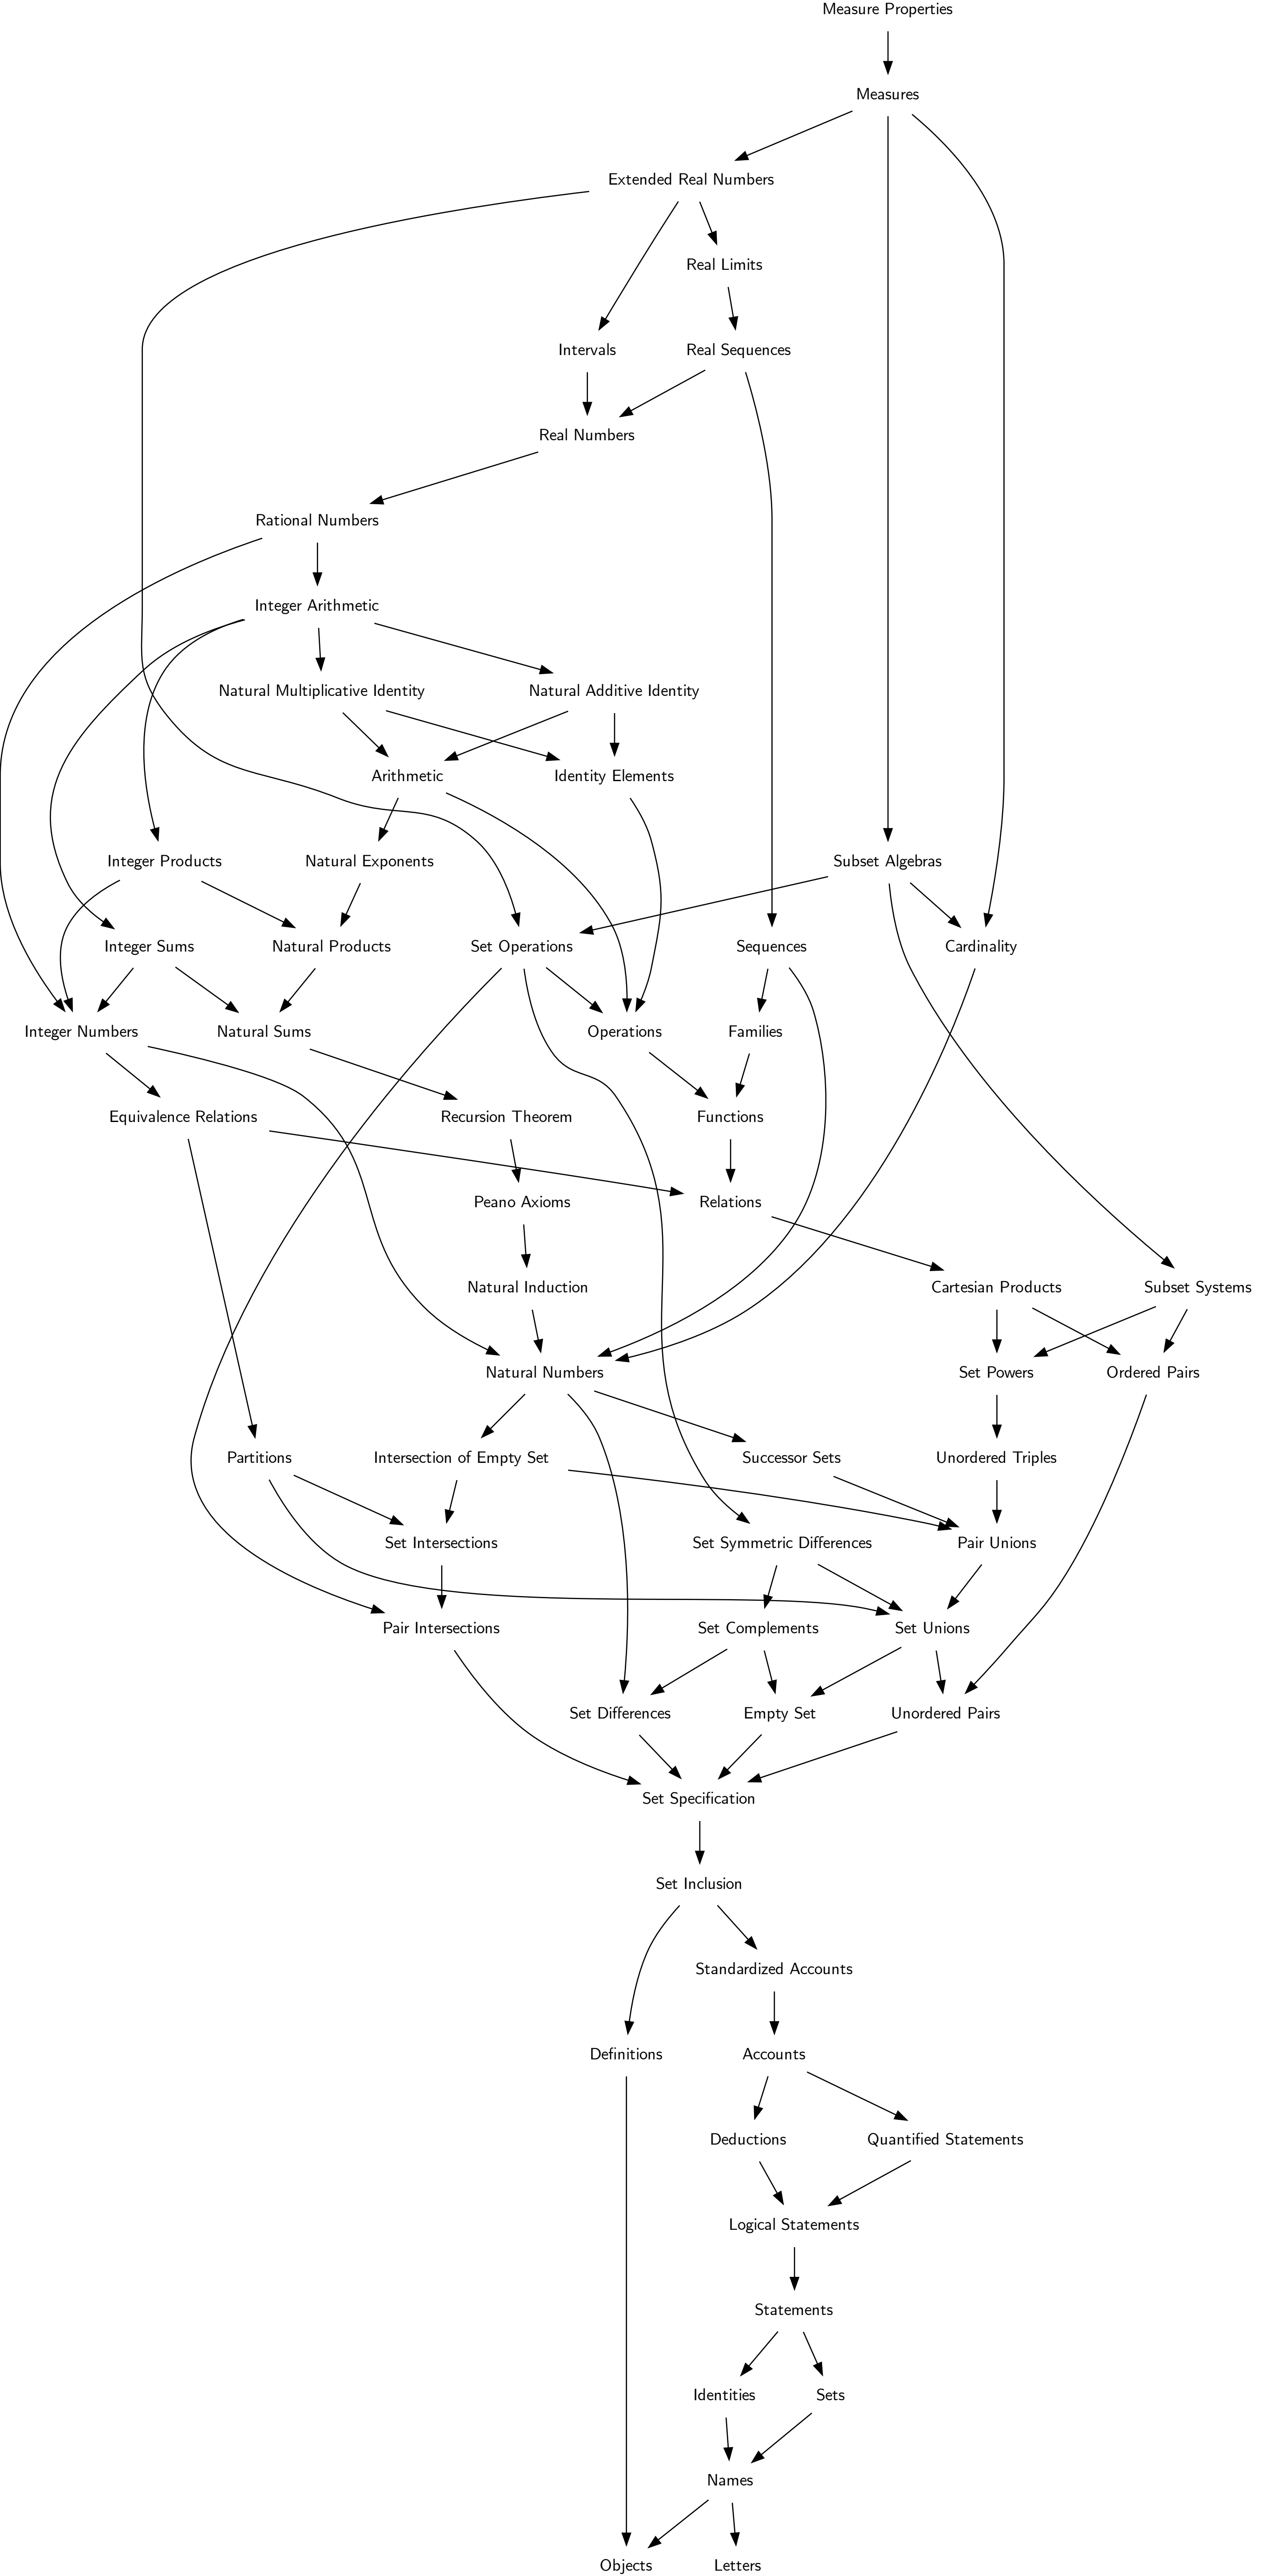 Measure Properties
Measures
Extended Real Numbers
Real Limits
Intervals
Real Sequences
Real Numbers
Rational Numbers
Integer Arithmetic
Natural Multiplicative Identity
Natural Additive Identity
Arithmetic
Identity Elements
Integer Products
Natural Exponents
Subset Algebras
Integer Sums
Natural Products
Set Operations
Sequences
Cardinality
Integer Numbers
Natural Sums
Operations
Families
Equivalence Relations
Recursion Theorem
Functions
Peano Axioms
Relations
Natural Induction
Cartesian Products
Subset Systems
Natural Numbers
Set Powers
Ordered Pairs
Partitions
Intersection of Empty Set
Successor Sets
Unordered Triples
Set Intersections
Set Symmetric Differences
Pair Unions
Pair Intersections
Set Complements
Set Unions
Set Differences
Empty Set
Unordered Pairs
Set Specification
Set Inclusion
Standardized Accounts
Definitions
Accounts
Deductions
Quantified Statements
Logical Statements
Statements
Identities
Sets
Names
Objects
Letters